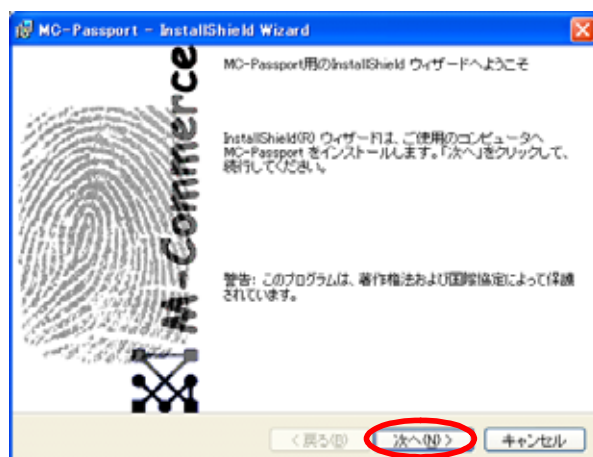 MC-Passport - InstallShield Wizard
M-Commerce
MC-Passport用のInstallShield ウィザードへようこそ
InstallShield(R) ウィザードは、ご使用のコンピュータへ
MC-Passport をインストールします。「次へ」をクリックして、
続行してください。
警告: このプログラムは、著作権法および国際協定によって保護
されています。
< 戻る(B)
次へ(N) >
キャンセル